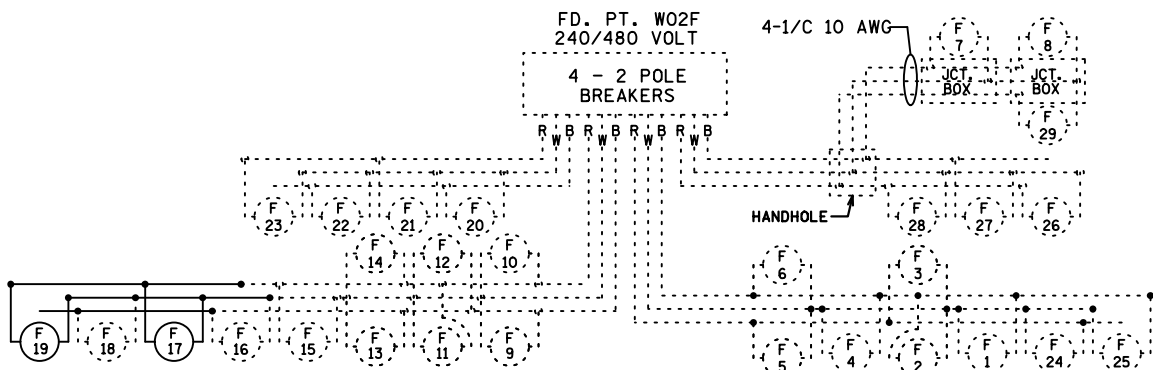 FD. PT. W02F
240/480 VOLT
4 - 2 POLE
BREAKERS
4-1/C 10 AWG
F
7
F
8
JCT.
BOX
JCT.
BOX
F
29
R W B R W B R W B R W B
F
23
F
22
F
21
F
20
HANDHOLE
F
28
F
27
F
26
F
14
F
12
F
10
F
6
F
3
F
19
F
18
F
17
F
16
F
15
F
13
F
11
F
9
F
5
F
4
F
2
F
1
F
24
F
25